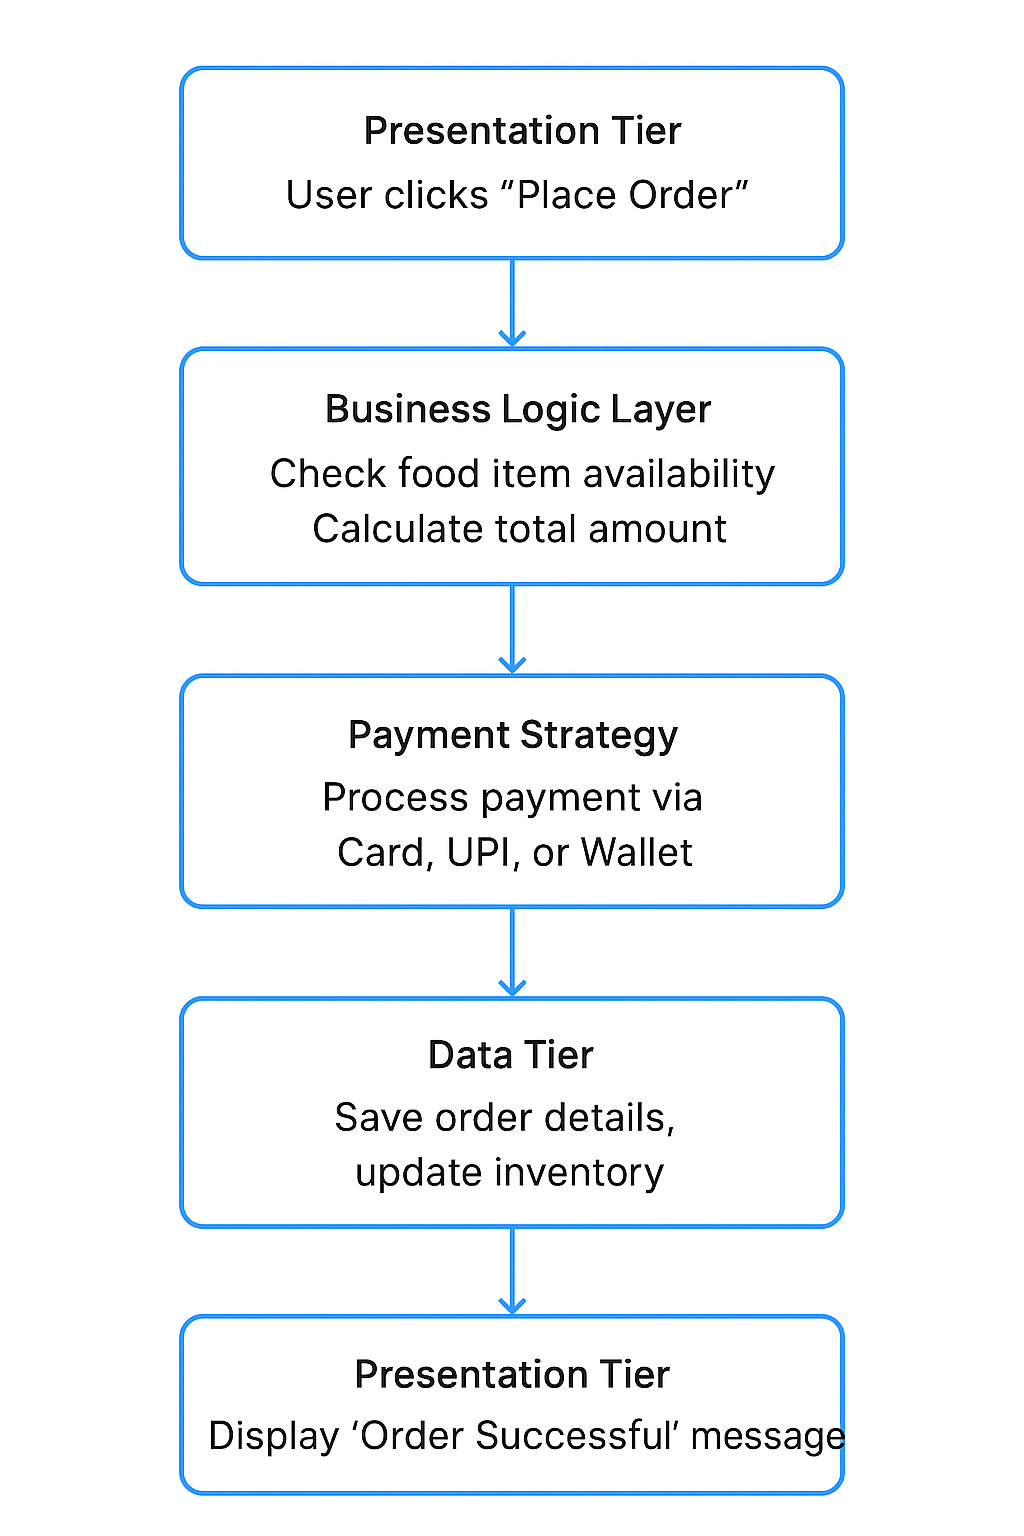 Presentation Tier
User clicks “Place Order”
Business Logic Layer
Check food item availability
Calculate total amount
Payment Strategy
Process payment via
Card, UPI, or Wallet
Data Tier
Save order details,
update inventory
Presentation Tier
Display ‘Order Successful’ message